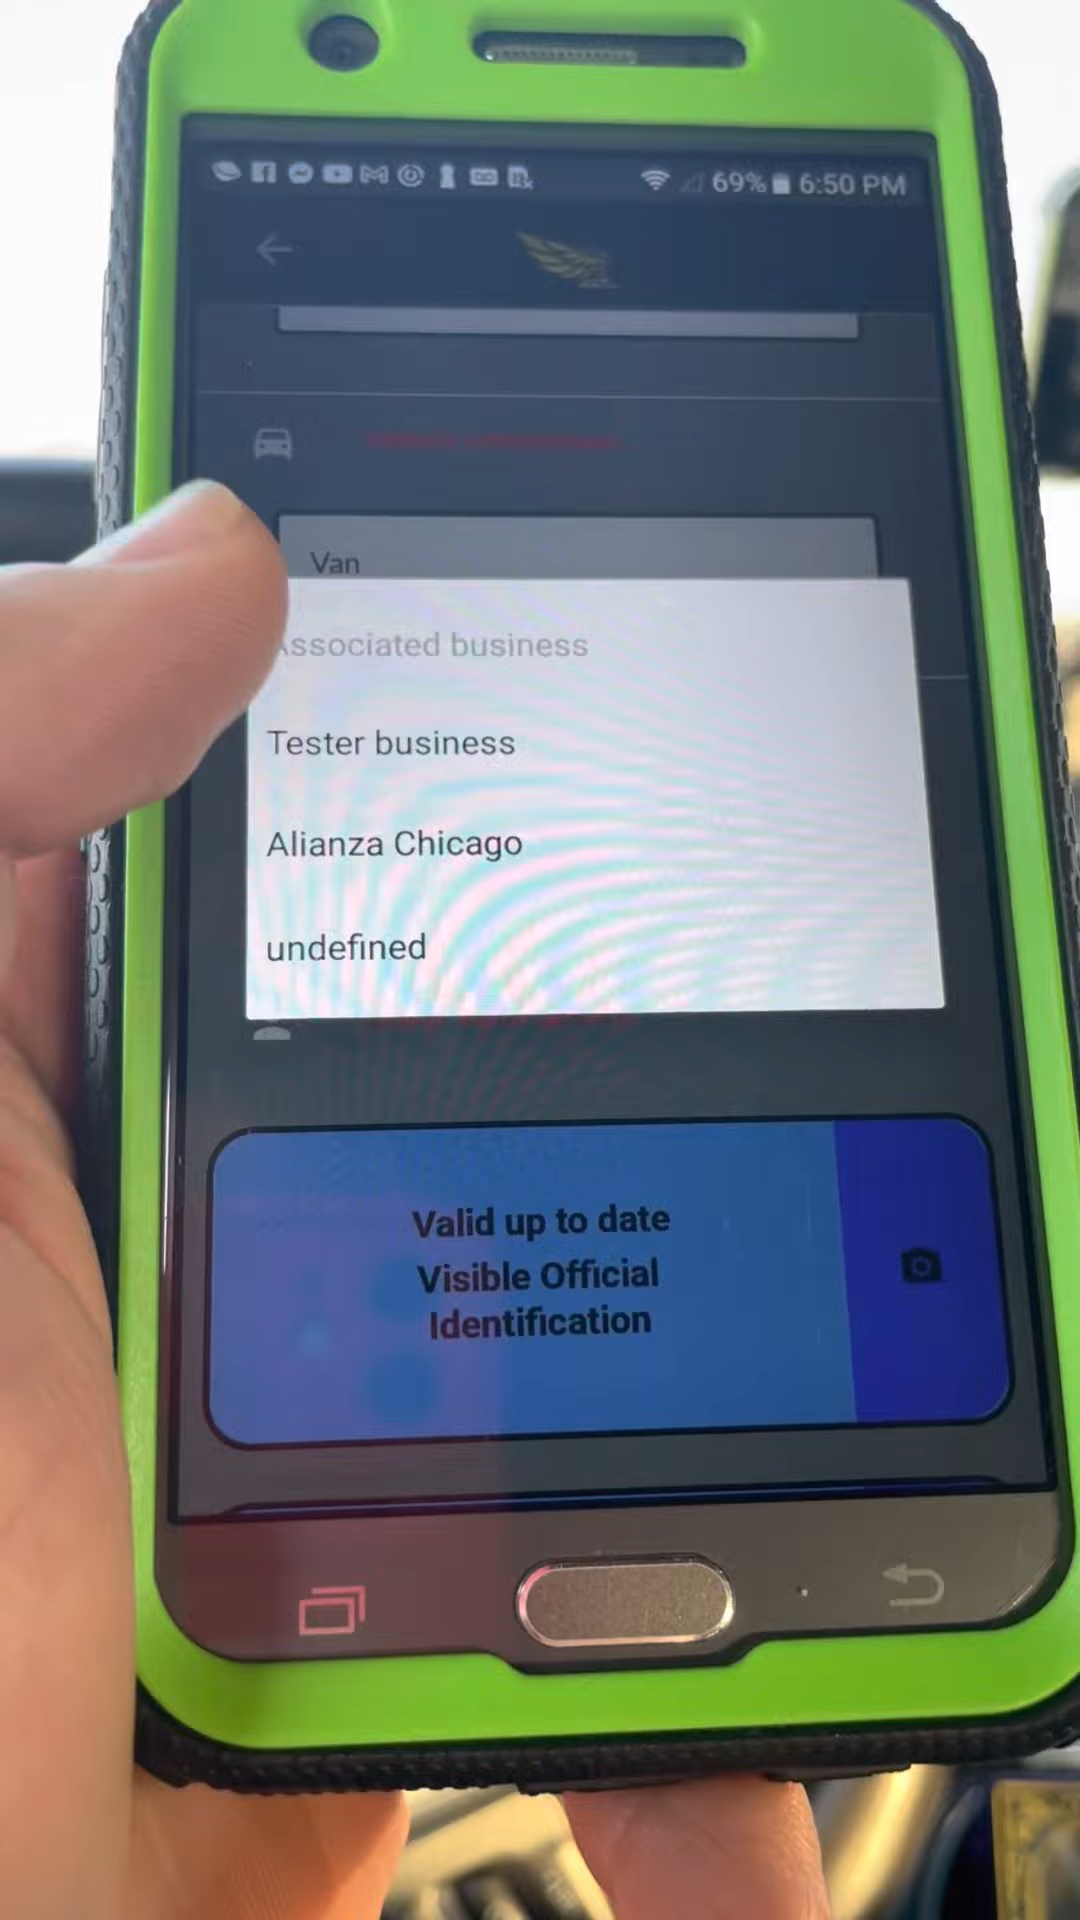 69% 6:50 PM
Van
Associated business
Tester business
Alianza Chicago
undefined
Valid up to date
Visible Official
Identification